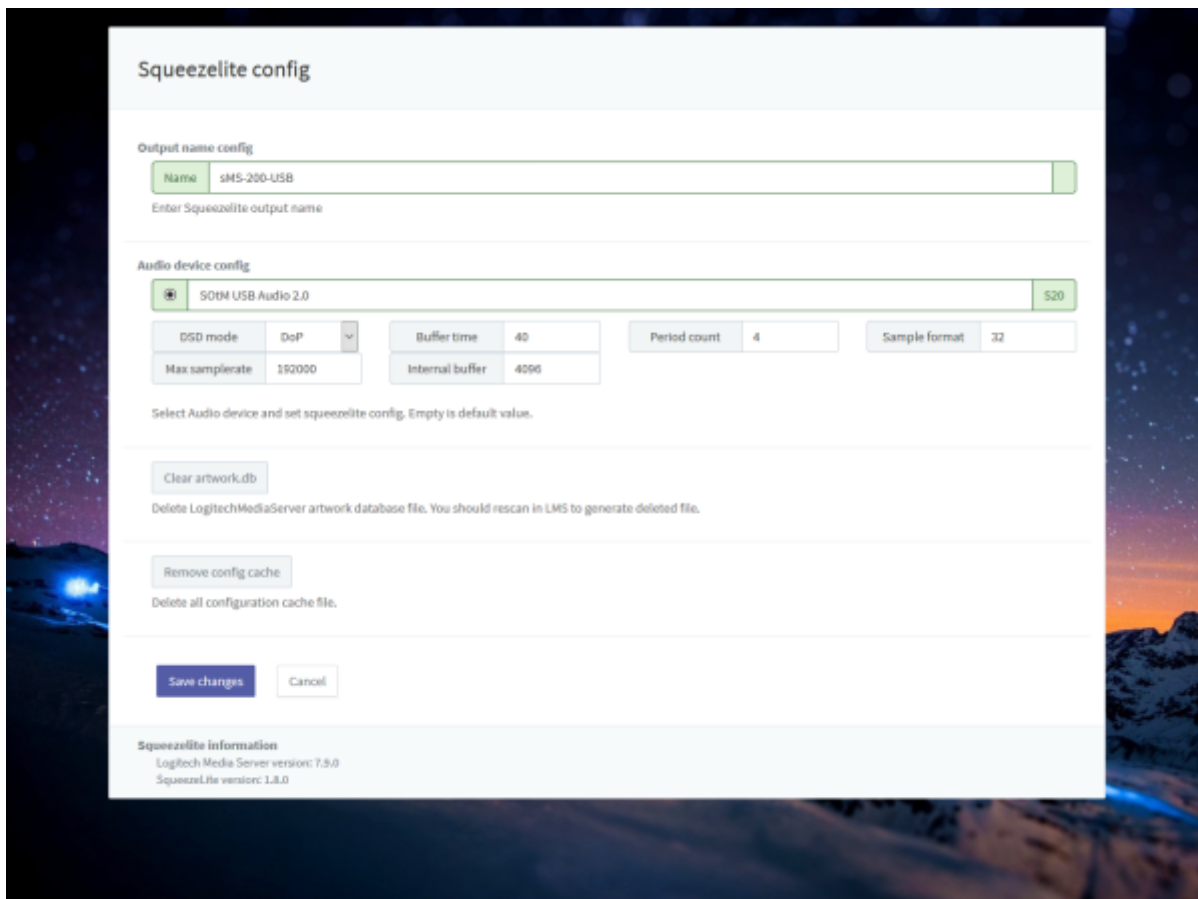 Squeezelite config
Output name config
Name sMS-200-USB
Enter Squeezelite output name
Audio device config
SOtM USB Audio 2.0 S20
DSD mode DoP Buffer time 40 Period count 4 Sample format 32
Max samplerate 192000 Internal buffer 4096
Select Audio device and set squeezelite config. Empty is default value.
Clear artwork.db
Delete LogitechMediaServer artwork database file. You should rescan in LMS to generate deleted file.
Remove config cache
Delete all configuration cache file.
Save changes Cancel
Squeezelite information
Logitech Media Server version: 7.9.0
SqueezeLite version: 1.8.0